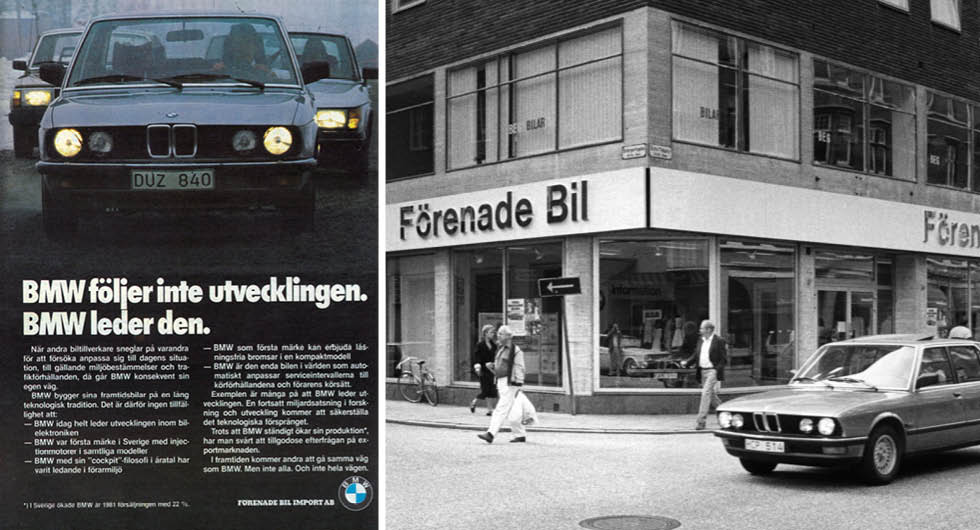 DUZ 840
BMW följer inte utvecklingen.
BMW leder den.
När andra biltillverkare sneglar på varandra
för att försöka anpassa sig till dagens situa-
tion, till gällande miljöbestämmelser och tra-
fikförhållanden, då går BMW konsekvent sin
egen väg.
BMW bygger sina framtidsbilar på en lång
teknologisk tradition. Det är därför ingen tillfäl-
lighet att:
— BMW idag helt leder utvecklingen inom bil-
elektroniken
— BMW var första märke i Sverige med injec-
tionmotorer i samtliga modeller
— BMW med sin "cockpit"-filosofi i åratal har
varit ledande i förarmiljö
— BMW som första märke kan erbjuda lås-
ningsfria bromsar i en kompaktmodell
— BMW är den enda bilen i världen som auto-
matiskt anpassar serviceintervallerna till
körförhållandena och förarens körsätt.
Exemplen är många på att BMW leder ut-
vecklingen. En fortsatt miljardsatsning i forsk-
ning och utveckling kommer att säkerställa
det teknologiska försprånget.
Trots att BMW ständigt ökar sin produktion*,
har man svårt att tillgodose efterfrågan på ex-
portmarknaden.
I framtiden kommer andra att gå samma väg
som BMW. Men inte alla. Och inte hela vägen.
*) I Sverige ökade BMW år 1981 försäljningen med 22 %.
FÖRENADE BIL IMPORT AB
BMW
BEG BILAR
BILAR
BEG
Förenade Bil
Fören
Information